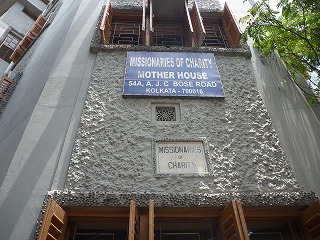 MISSIONARIES OF CHARITY
MOTHER HOUSE
54A, A. J. C BOSE ROAD
KOLKATA - 700016
MISSIONARIES
OF
CHARITY